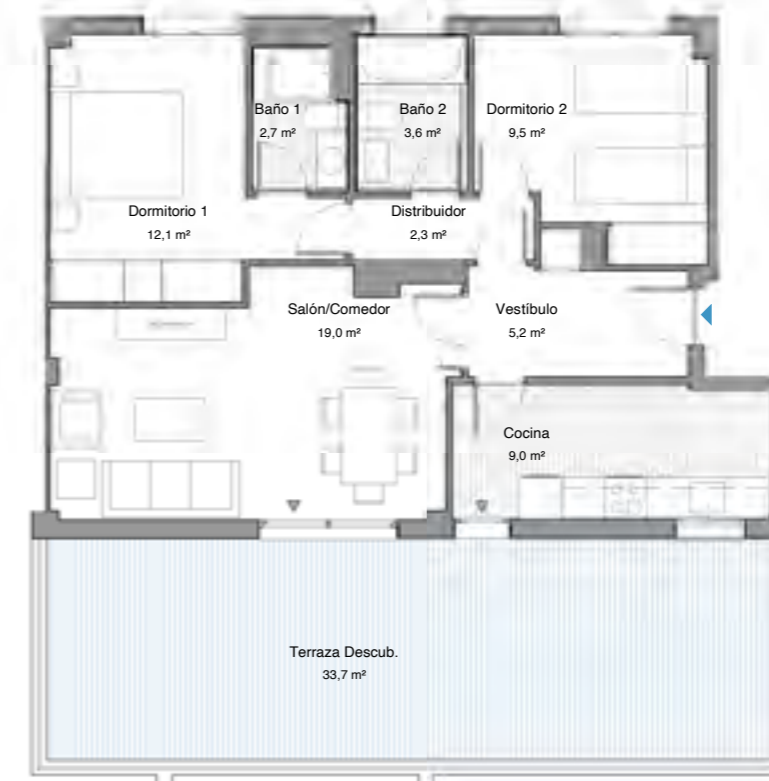 Baño 1
2,7 m²
Baño 2
3,6 m²
Dormitorio 2
9,5 m²
Dormitorio 1
12,1 m²
Distribuidor
2,3 m²
Salón/Comedor
19,0 m²
Vestíbulo
5,2 m²
Cocina
9,0 m²
Terraza Descub.
33,7 m²